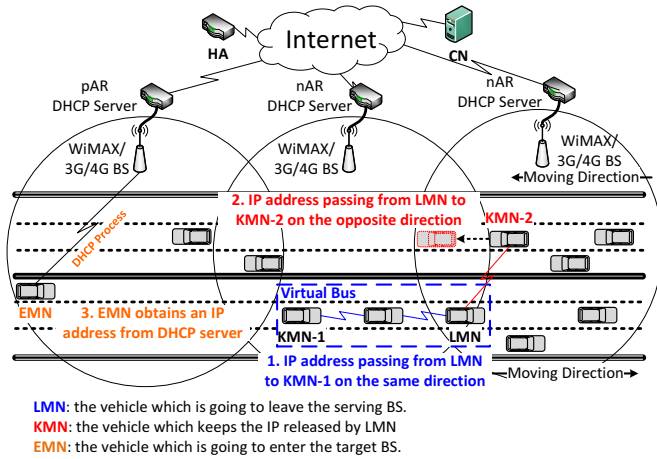 Internet
HA
CN
pAR
DHCP Server
nAR
DHCP Server
nAR
DHCP Server
WiMAX/
3G/4G BS
WiMAX/
3G/4G BS
WiMAX/
3G/4G BS
Moving Direction
2. IP address passing from LMN to
KMN-2 on the opposite direction
KMN-2
DHCP Process
EMN
3. EMN obtains an IP
address from DHCP server
Virtual Bus
KMN-1
LMN
1. IP address passing from LMN
to KMN-1 on the same direction
Moving Direction
LMN: the vehicle which is going to leave the serving BS.
KMN: the vehicle which keeps the IP released by LMN
EMN: the vehicle which is going to enter the target BS.